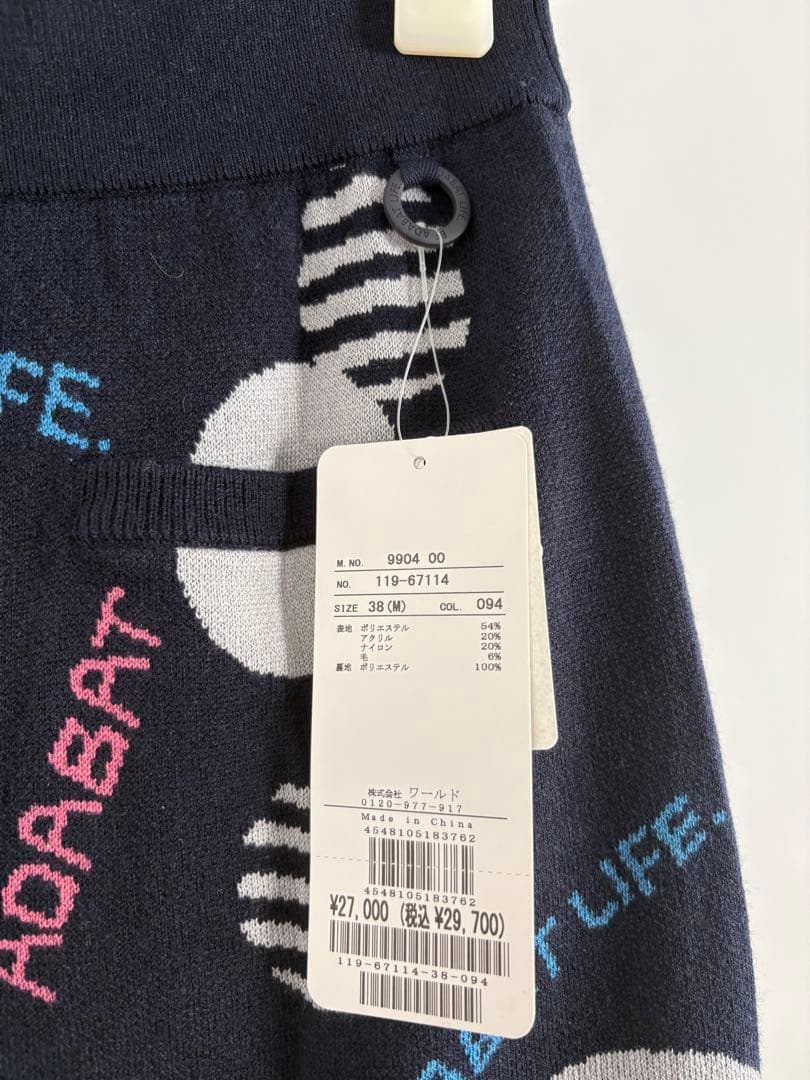 ADABAT LIFE
FE.
M. NO. 9904 00
NO. 119-67114
SIZE 38(M) COL. 094
表地 ポリエステル 54%
アクリル 20%
ナイロン 20%
毛 6%
裏地 ポリエステル 100%
株式会社 ワールド
0120-977-917
Made in China
4548105183762
4548105183762
¥27,000 (税込¥29,700)
119-67114-38-094
ADABAT
AT LIFE.